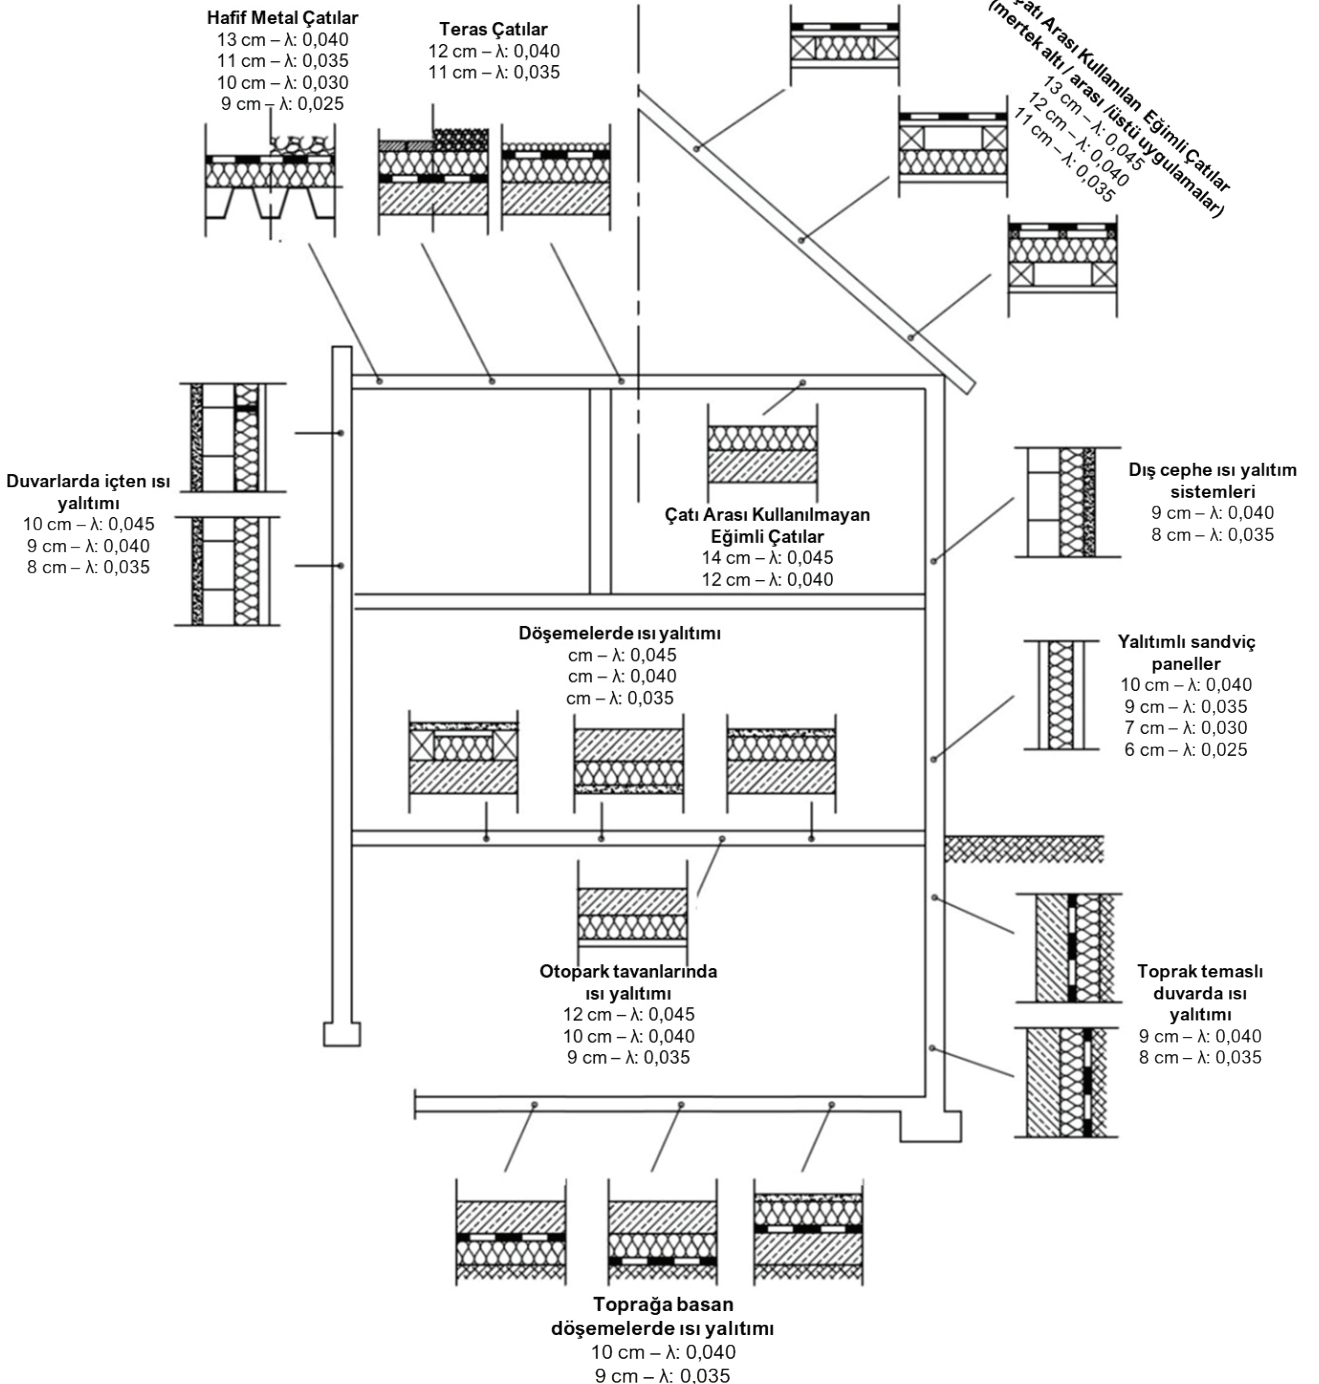 Hafif Metal Çatılar
13 cm – λ: 0,040
11 cm – λ: 0,035
10 cm – λ: 0,030
9 cm – λ: 0,025
Teras Çatılar
12 cm – λ: 0,040
11 cm – λ: 0,035
Çatı Arası Kullanılan Eğimli Çatılar
(mertek altı / arası /üstü uygulamalar)
13 cm – λ: 0,045
12 cm – λ: 0,040
11 cm – λ: 0,035
Duvarlarda içten ısı
yalıtımı
10 cm – λ: 0,045
9 cm – λ: 0,040
8 cm – λ: 0,035
Çatı Arası Kullanılmayan
Eğimli Çatılar
14 cm – λ: 0,045
12 cm – λ: 0,040
Dış cephe ısı yalıtım
sistemleri
9 cm – λ: 0,040
8 cm – λ: 0,035
Döşemelerde ısı yalıtımı
cm – λ: 0,045
cm – λ: 0,040
cm – λ: 0,035
Yalıtımlı sandviç
paneller
10 cm – λ: 0,040
9 cm – λ: 0,035
7 cm – λ: 0,030
6 cm – λ: 0,025
Otopark tavanlarında
ısı yalıtımı
12 cm – λ: 0,045
10 cm – λ: 0,040
9 cm – λ: 0,035
Toprak temaslı
duvarda ısı
yalıtımı
9 cm – λ: 0,040
8 cm – λ: 0,035
Toprağa basan
döşemelerde ısı yalıtımı
10 cm – λ: 0,040
9 cm – λ: 0,035